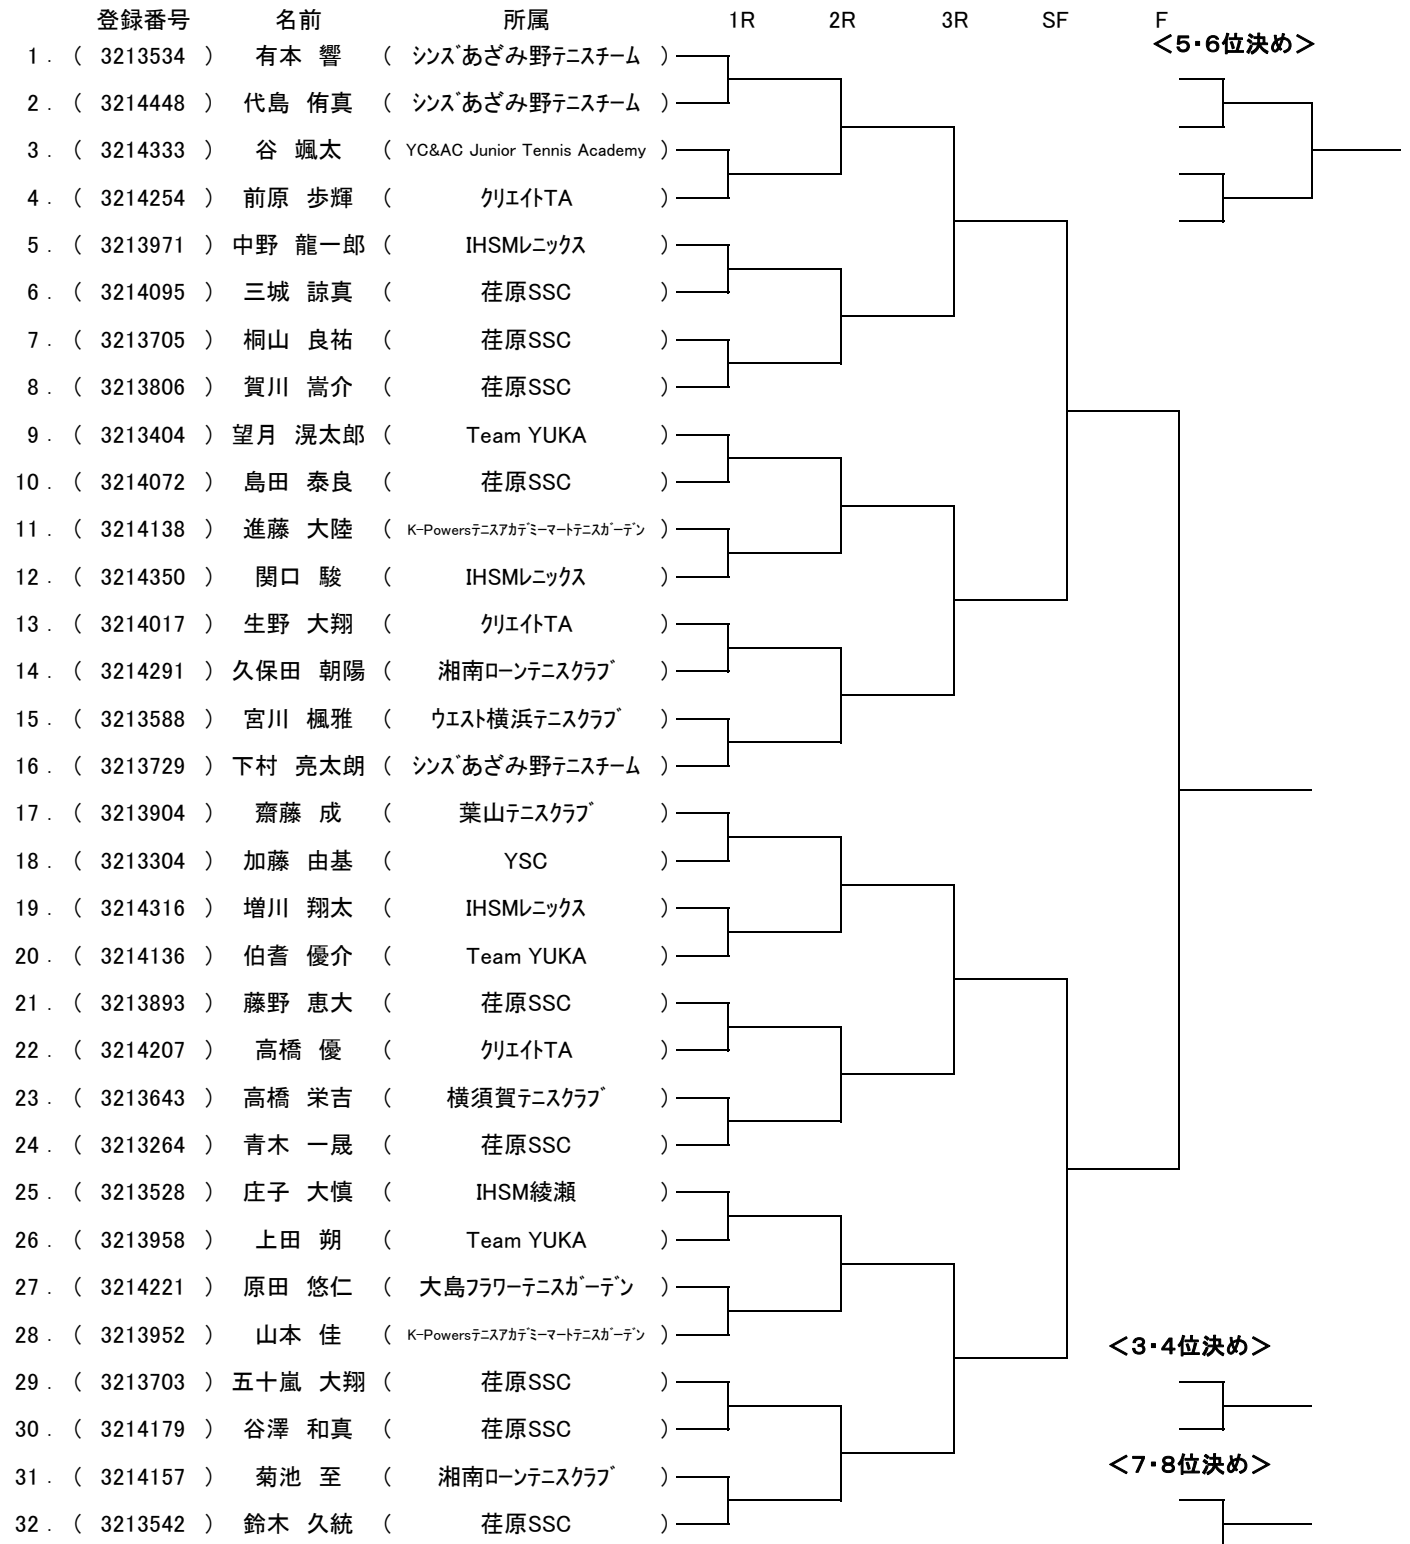 登録番号 名前 所属 1R 2R 3R SF F
<5・6位決め>
1. ( 3213534 ) 有本 響 ( シンズあざみ野テニスチーム )
2. ( 3214448 ) 代島 侑真 ( シンズあざみ野テニスチーム )
3. ( 3214333 ) 谷 颯太 ( YC&AC Junior Tennis Academy )
4. ( 3214254 ) 前原 歩輝 ( クリエイトTA )
5. ( 3213971 ) 中野 龍一郎 ( IHSMレニックス )
6. ( 3214095 ) 三城 諒真 ( 荏原SSC )
7. ( 3213705 ) 桐山 良祐 ( 荏原SSC )
8. ( 3213806 ) 賀川 嵩介 ( 荏原SSC )
9. ( 3213404 ) 望月 滉太郎 ( Team YUKA )
10. ( 3214072 ) 島田 泰良 ( 荏原SSC )
11. ( 3214138 ) 進藤 大陸 ( K-Powersテニスアカデミーマートテニスガーデン )
12. ( 3214350 ) 関口 駿 ( IHSMレニックス )
13. ( 3214017 ) 生野 大翔 ( クリエイトTA )
14. ( 3214291 ) 久保田 朝陽 ( 湘南ローンテニスクラブ )
15. ( 3213588 ) 宮川 楓雅 ( ウエスト横浜テニスクラブ )
16. ( 3213729 ) 下村 亮太朗 ( シンズあざみ野テニスチーム )
17. ( 3213904 ) 齋藤 成 ( 葉山テニスクラブ )
18. ( 3213304 ) 加藤 由基 ( YSC )
19. ( 3214316 ) 増川 翔太 ( IHSMレニックス )
20. ( 3214136 ) 伯耆 優介 ( Team YUKA )
21. ( 3213893 ) 藤野 恵大 ( 荏原SSC )
22. ( 3214207 ) 高橋 優 ( クリエイトTA )
23. ( 3213643 ) 高橋 栄吉 ( 横須賀テニスクラブ )
24. ( 3213264 ) 青木 一晟 ( 荏原SSC )
25. ( 3213528 ) 庄子 大慎 ( IHSM綾瀬 )
26. ( 3213958 ) 上田 朔 ( Team YUKA )
27. ( 3214221 ) 原田 悠仁 ( 大島フラワーテニスガーデン )
28. ( 3213952 ) 山本 佳 ( K-Powersテニスアカデミーマートテニスガーデン )
<3・4位決め>
29. ( 3213703 ) 五十嵐 大翔 ( 荏原SSC )
30. ( 3214179 ) 谷澤 和真 ( 荏原SSC )
<7・8位決め>
31. ( 3214157 ) 菊池 至 ( 湘南ローンテニスクラブ )
32. ( 3213542 ) 鈴木 久統 ( 荏原SSC )